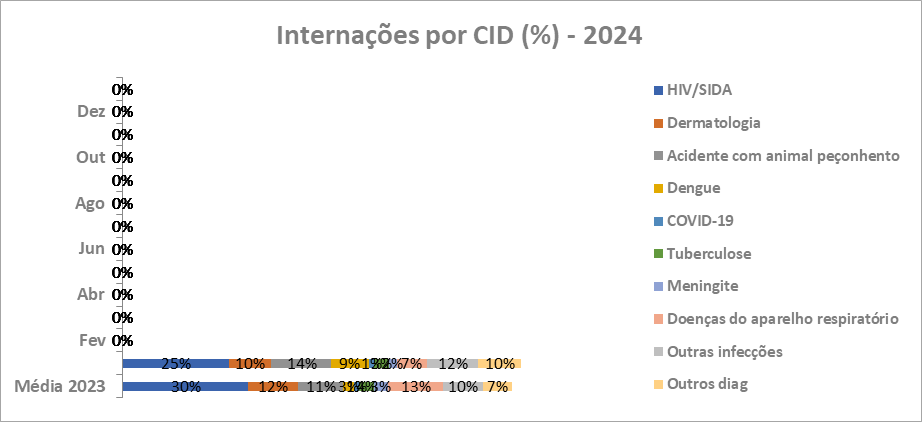 Internações por CID (%) - 2024
0%
Dez 0%
0%
Out 0%
0%
Ago 0%
0%
Jun 0%
0%
Abr 0%
0%
Fev 0%
25% 10% 14% 9% 7% 12% 10%
Média 2023 30% 12% 11% 3% 13% 10% 7%
HIV/SIDA
Dermatologia
Acidente com animal peçonhento
Dengue
COVID-19
Tuberculose
Meningite
Doenças do aparelho respiratório
Outras infecções
Outros diag